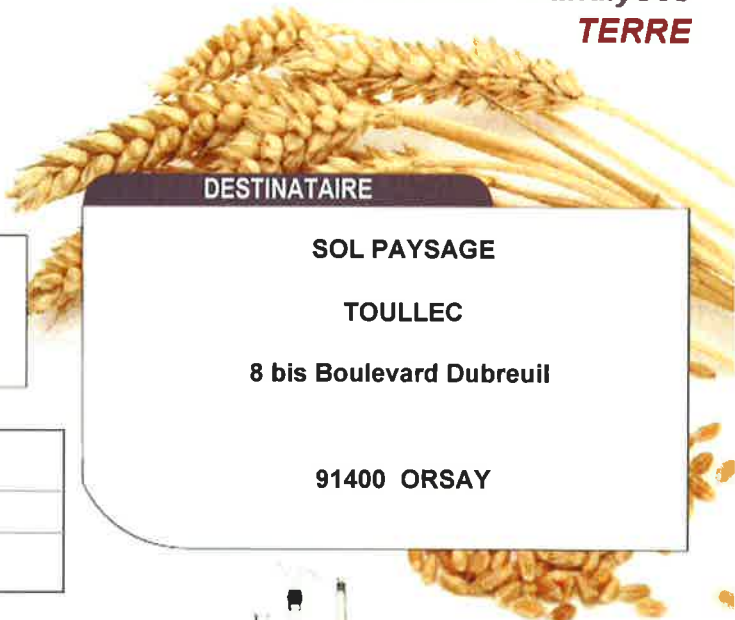 TERRE
DESTINATAIRE
SOL PAYSAGE
TOULLEC
8 bis Boulevard Dubreuil
91400 ORSAY